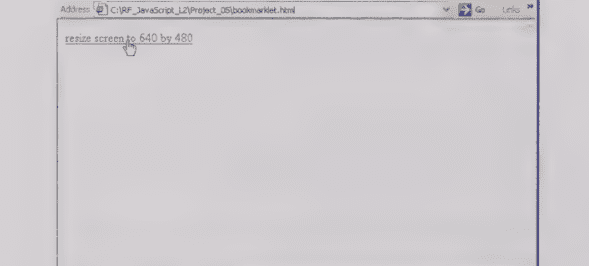 Address C:\RF_JavaScript_L2\Project_05\bookmarklet.html Go Links »
resize screen to 640 by 480